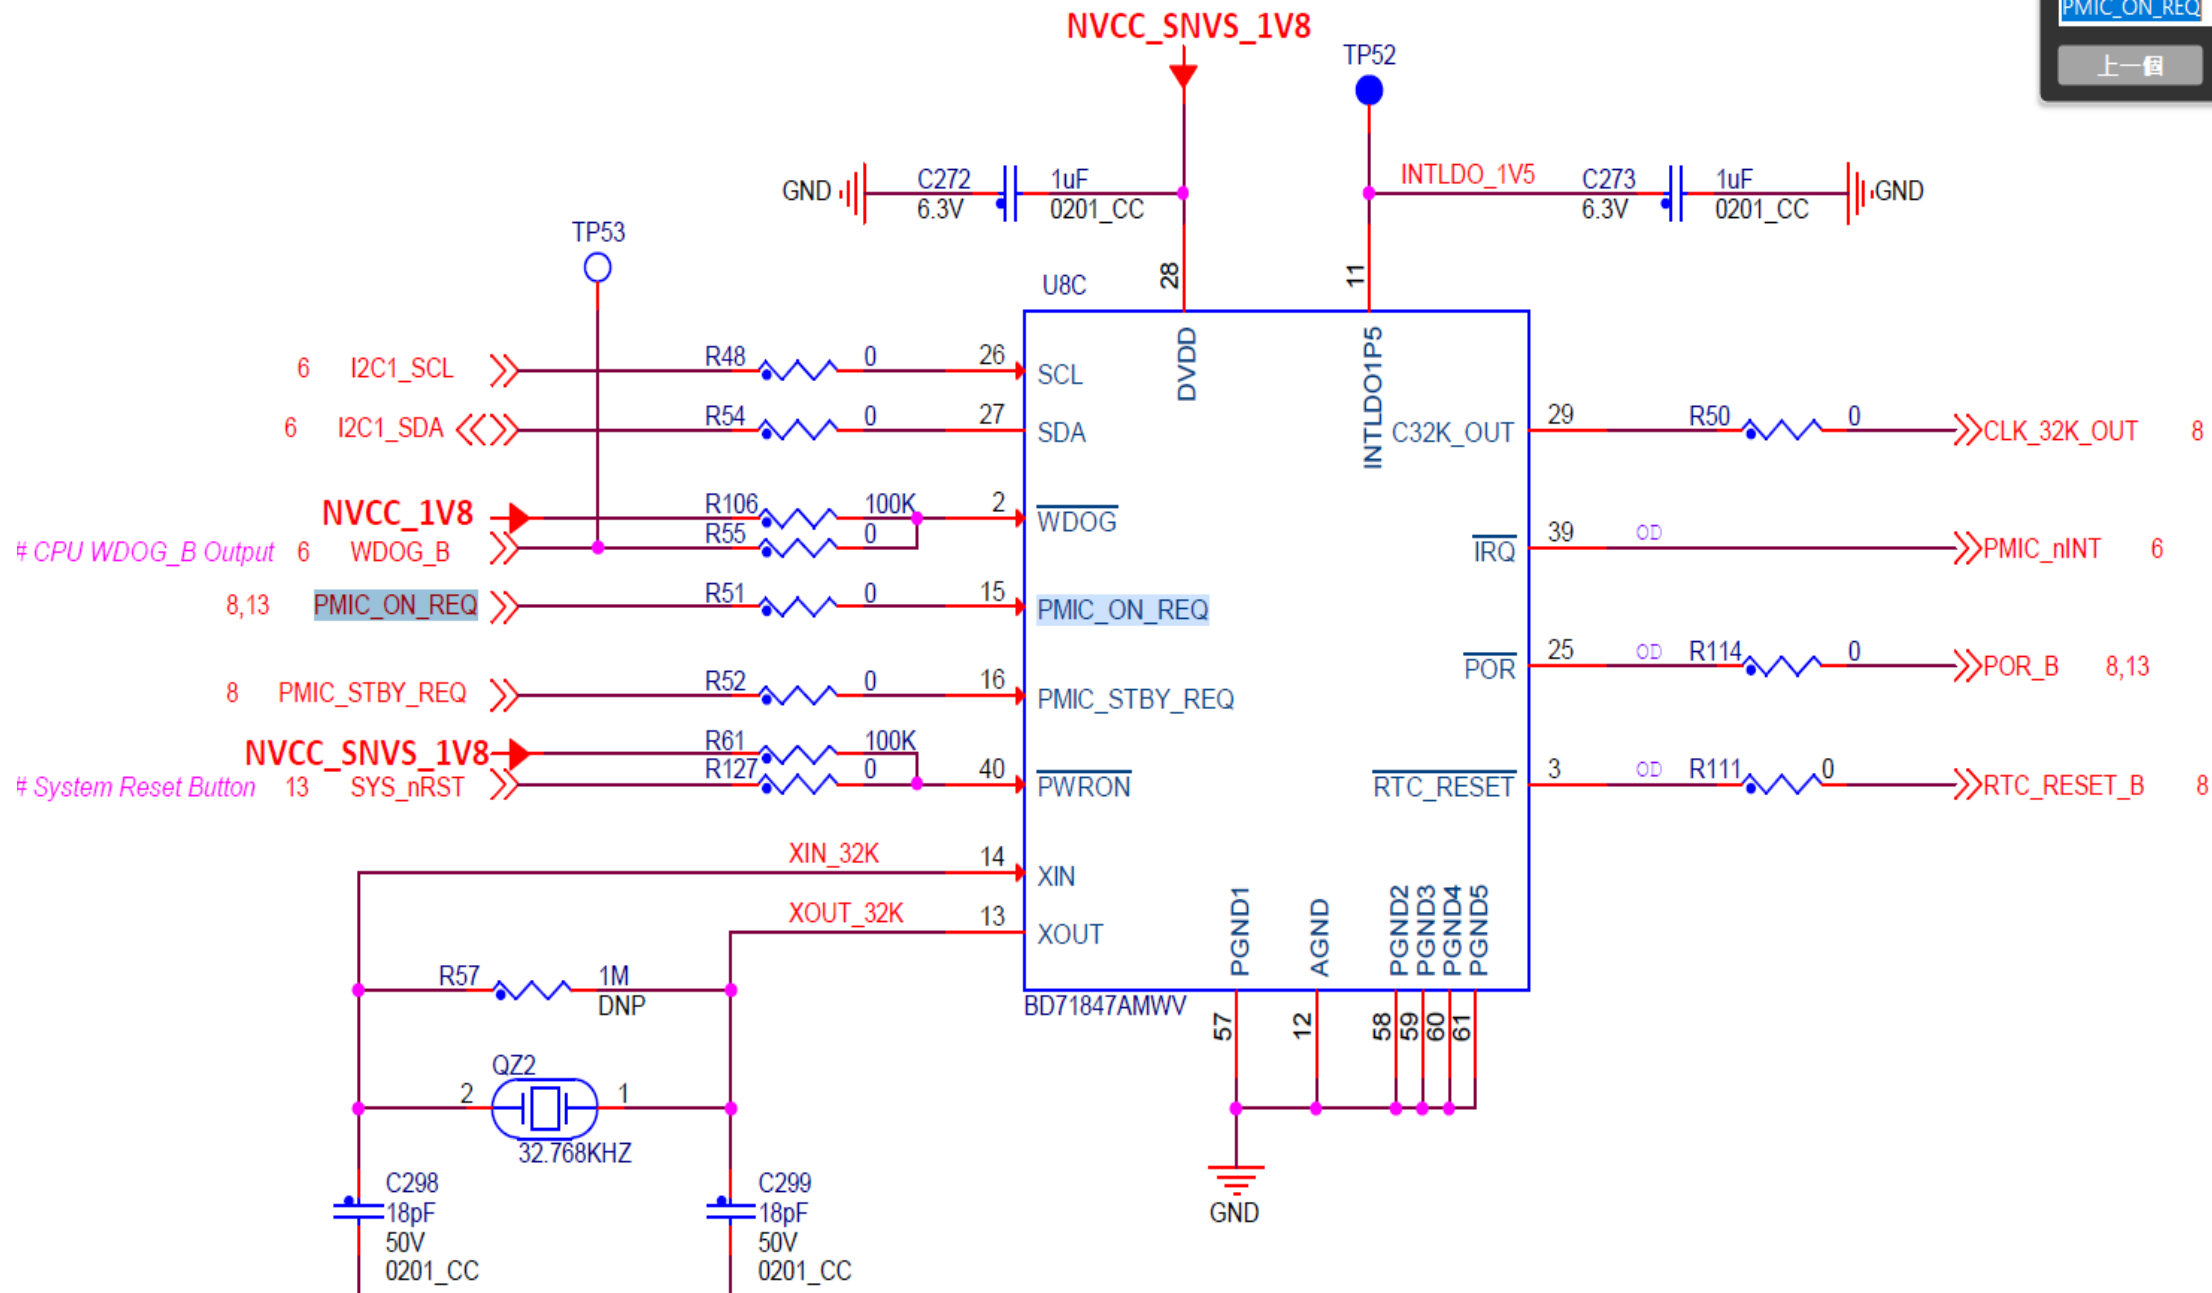 NVCC_SNVS_1V8
PMIC_ON_REQ
上一個
TP52
GND
C272
6.3V
1uF
0201_CC
INTLDO_1V5
C273
6.3V
1uF
0201_CC
GND
TP53
28
11
U8C
DVDD
INTLDO1P5
6 I2C1_SCL R48 0 26 SCL
6 I2C1_SDA R54 0 27 SDA
C32K_OUT 29 R50 0 CLK_32K_OUT 8
NVCC_1V8 R106 100K 2 WDOG
# CPU WDOG_B Output 6 WDOG_B R55 0
IRQ 39 OD PMIC_nINT 6
8,13 PMIC_ON_REQ R51 0 15 PMIC_ON_REQ
POR 25 OD R114 0 POR_B 8,13
8 PMIC_STBY_REQ R52 0 16 PMIC_STBY_REQ
NVCC_SNVS_1V8 R61 100K
# System Reset Button 13 SYS_nRST R127 0 40 PWRON
RTC_RESET 3 OD R111 0 RTC_RESET_B 8
XIN_32K 14 XIN
XOUT_32K 13 XOUT
PGND1
AGND
PGND2
PGND3
PGND4
PGND5
R57 1M
DNP
BD71847AMWV
57
12
58
59
60
61
QZ2
2 1
32.768KHZ
GND
C298
18pF
50V
0201_CC
C299
18pF
50V
0201_CC